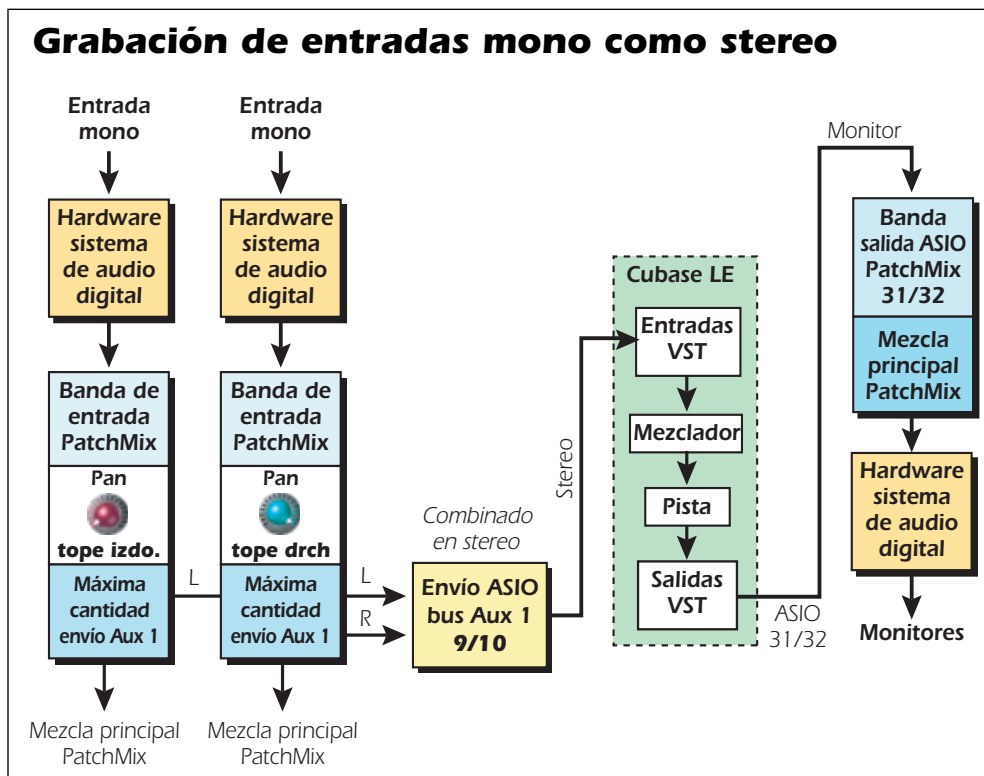 Grabación de entradas mono como stereo
Entrada
mono
Hardware
sistema
de audio
digital
Banda de
entrada
PatchMix
Pan
tope izdo.
Máxima
cantidad
envío Aux 1
Mezcla principal
PatchMix
L
Entrada
mono
Hardware
sistema
de audio
digital
Banda de
entrada
PatchMix
Pan
tope drch
Máxima
cantidad
envío Aux 1
Mezcla principal
PatchMix
L
R
Combinado
en stereo
Envío ASIO
bus Aux 1
9/10
Stereo
Cubase LE
Entradas
VST
Mezclador
Pista
Salidas
VST
ASIO
31/32
Monitor
Banda
salida ASIO
PatchMix
31/32
Mezcla
principal
PatchMix
Hardware
sistema
de audio
digital
Monitores